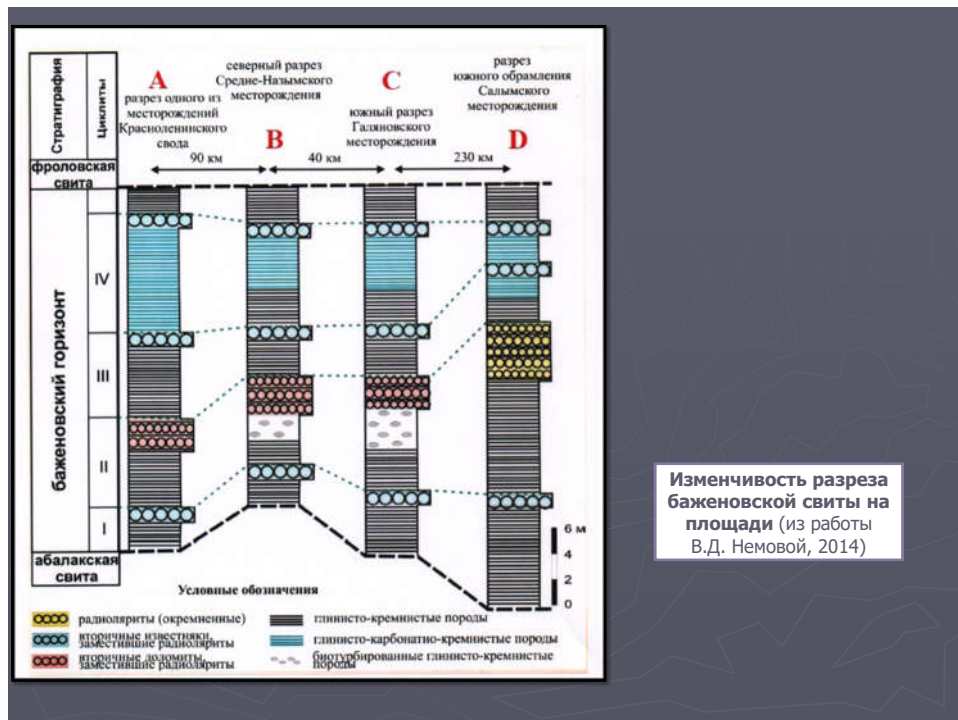 Стратиграфия
Циклиты
A
разрез одного из
месторождений
Красноленинского
свода
северный разрез
Средне-Назымского
месторождения
B
C
южный разрез
Галяновского
месторождения
разрез
южного обрамления
Салымского
месторождения
D
90 км
40 км
230 км
фроловская
свита
баженовский горизонт
IV
III
II
I
абалакская
свита
6 м
4
2
0
Условные обозначения
радиоляриты (окремненные)
вторичные известняки,
заместившие радиоляриты
вторичные доломиты,
заместившие радиоляриты
глинисто-кремнистые породы
глинисто-карбонатно-кремнистые породы
биотурбированные глинисто-кремнистые
породы
Изменчивость разреза
баженовской свиты на
площади (из работы
В.Д. Немовой, 2014)